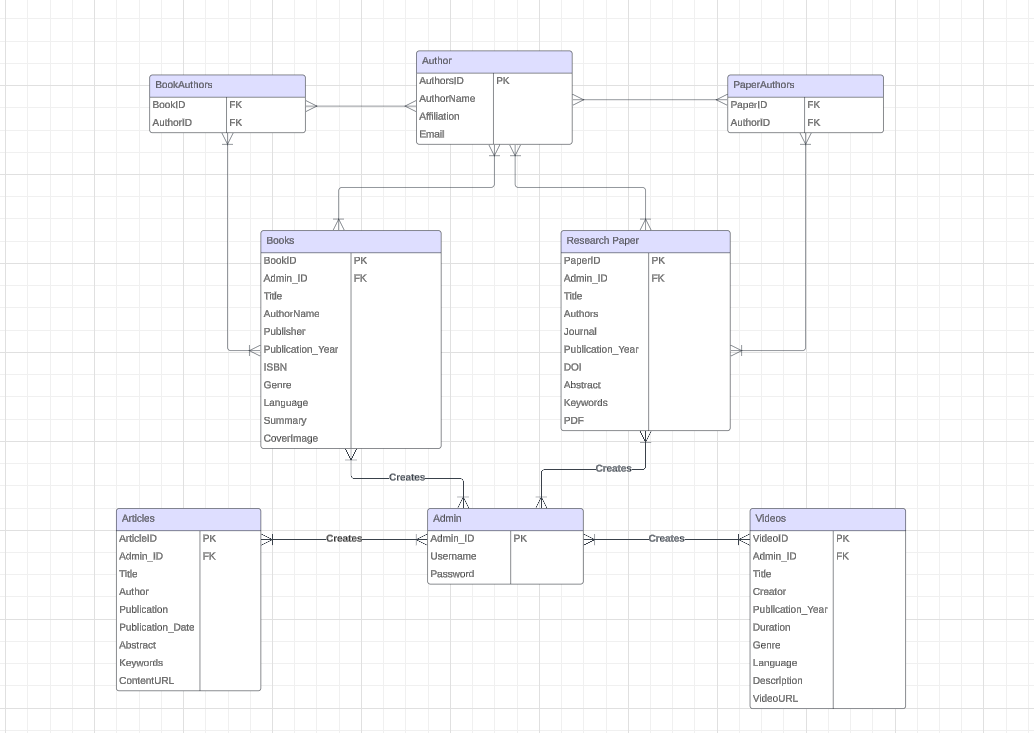 Author
AuthorsID PK
AuthorName
Affiliation
Email
BookAuthors
BookID FK
AuthorID FK
PaperAuthors
PaperID FK
AuthorID FK
Books
BookID PK
Admin_ID FK
Title
AuthorName
Publisher
Publication_Year
ISBN
Genre
Language
Summary
CoverImage
Research Paper
PaperID PK
Admin_ID FK
Title
Authors
Journal
Publication_Year
DOI
Abstract
Keywords
PDF
Creates
Creates
Articles
ArticleID PK
Admin_ID FK
Title
Author
Publication
Publication_Date
Abstract
Keywords
ContentURL
Creates
Admin
Admin_ID PK
Username
Password
Creates
Videos
VideoID PK
Admin_ID FK
Title
Creator
Publication_Year
Duration
Genre
Language
Description
VideoURL